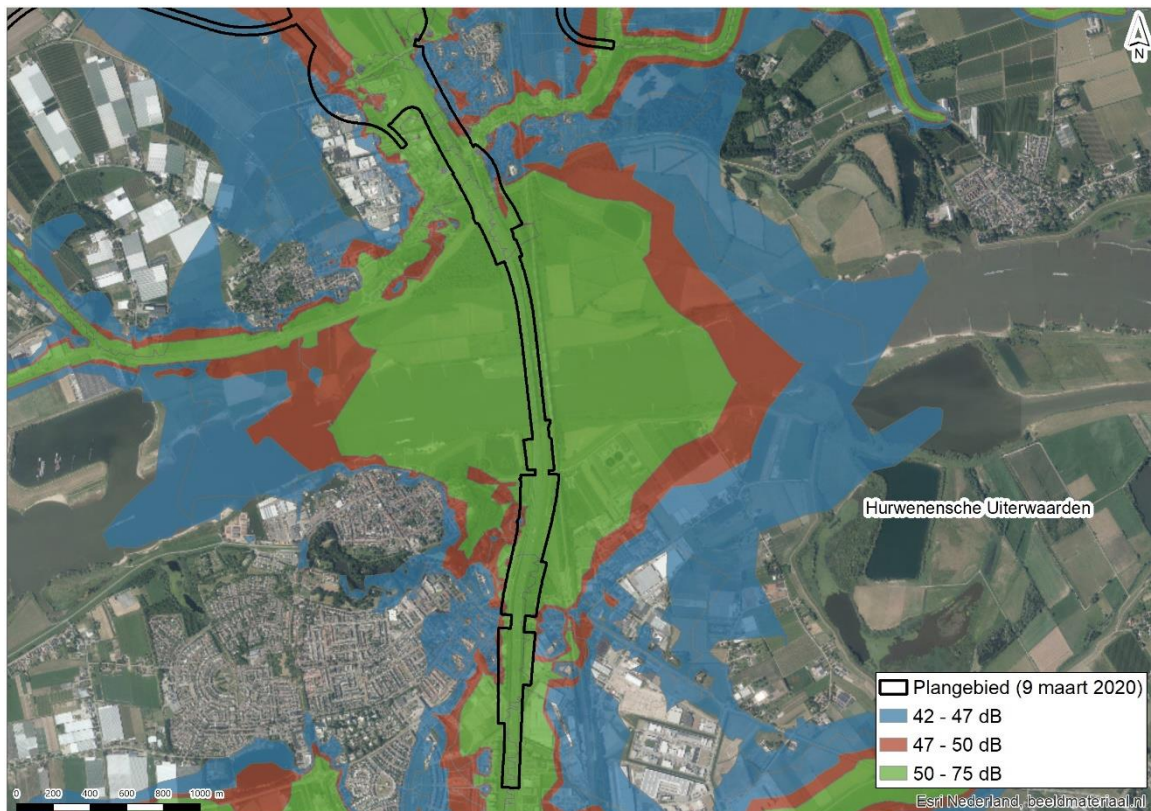 N
Hurwenensche Uiterwaarden
Plangebied (9 maart 2020)
42 - 47 dB
47 - 50 dB
50 - 75 dB
0 200 400 600 800 1000 m
Esri Nederland, beeldmateriaal.nl